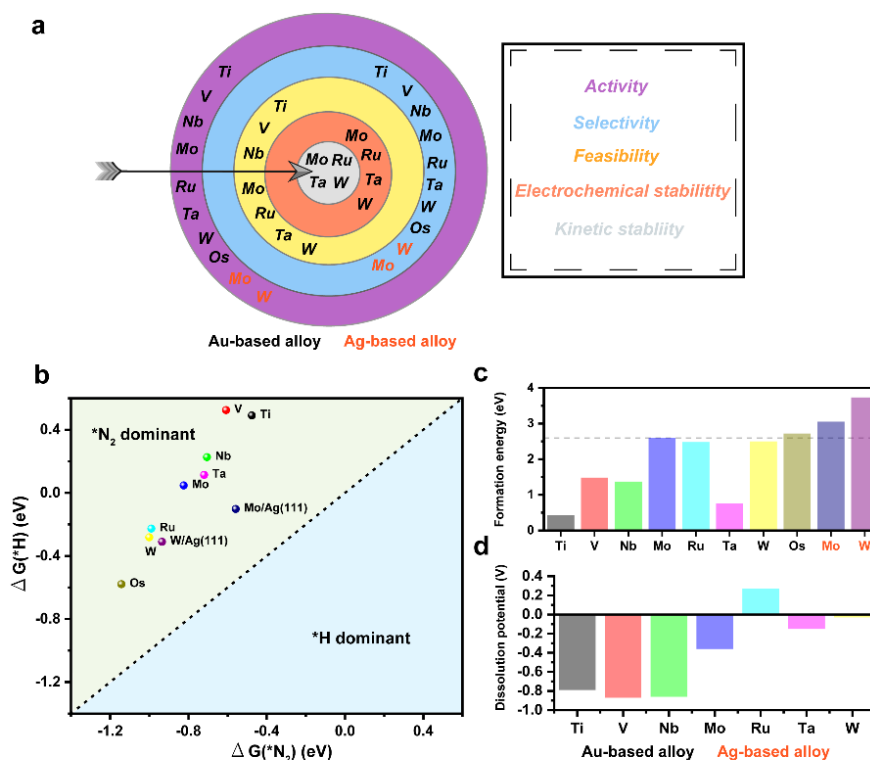 a
Ti
V
Nb
Mo
Ru
Ta
W
Os
Mo
W
Ti
V
Nb
Mo
Ru
Ta
W
Os
W
Mo
Ti
V
Nb
Mo
Ru
Ta
W
Mo
Ru
Ta
W
Mo Ru
Ta W
Activity
Selectivity
Feasibility
Electrochemical stabilitity
Kinetic stabliity
Au-based alloy Ag-based alloy
b
*N2 dominant
V
Ti
Nb
Ta
Mo
Mo/Ag(111)
Ru
W
W/Ag(111)
Os
*H dominant
0.4
0.0
-0.4
-0.8
-1.2
Δ G(*H) (eV)
-1.2 -0.8 -0.4 0.0 0.4
Δ G(*N2) (eV)
c
Formation energy (eV)
4
3
2
1
0
Ti V Nb Mo Ru Ta W Os Mo W
d
Dissolution potential (V)
0.4
0.2
0.0
-0.2
-0.4
-0.6
-0.8
-1.0
Ti V Nb Mo Ru Ta W
Au-based alloy Ag-based alloy